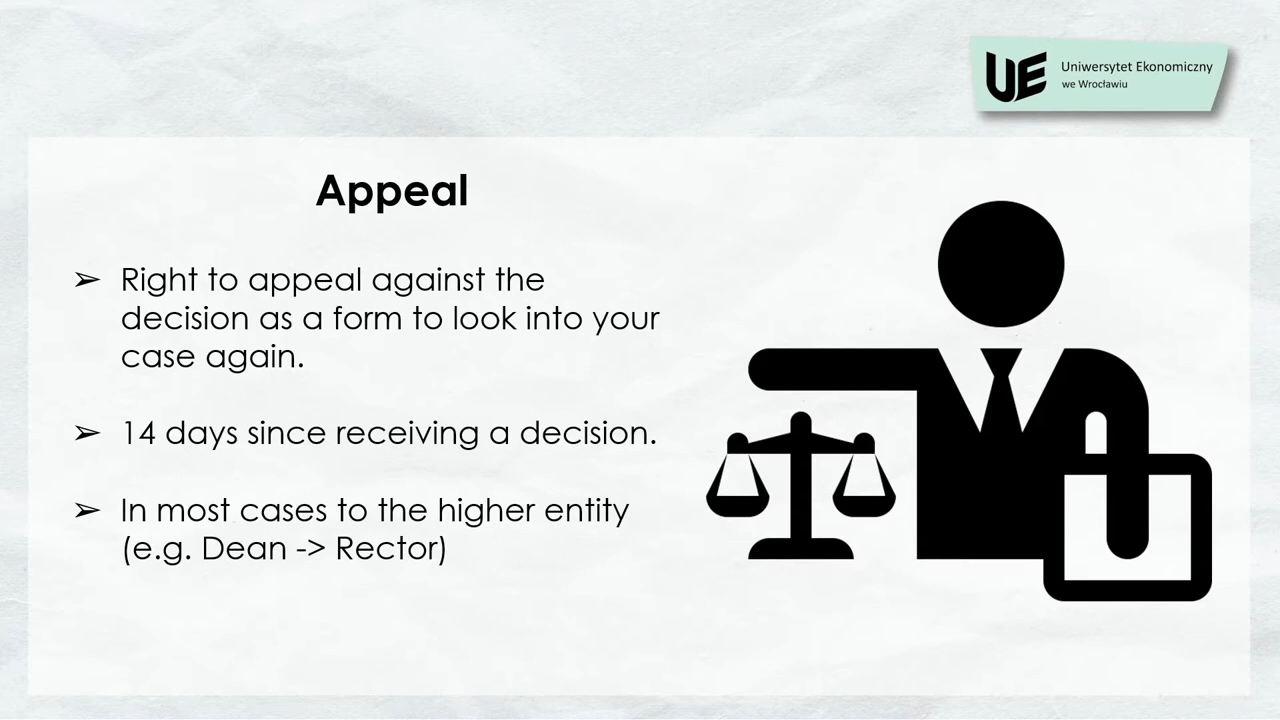 UE Uniwersytet Ekonomiczny
we Wrocławiu
Appeal
➢ Right to appeal against the
decision as a form to look into your
case again.
➢ 14 days since receiving a decision.
➢ In most cases to the higher entity
(e.g. Dean -> Rector)